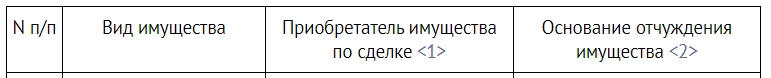 N п/п Вид имущества Приобретатель имущества Основание отчуждения
по сделке <1> имущества <2>